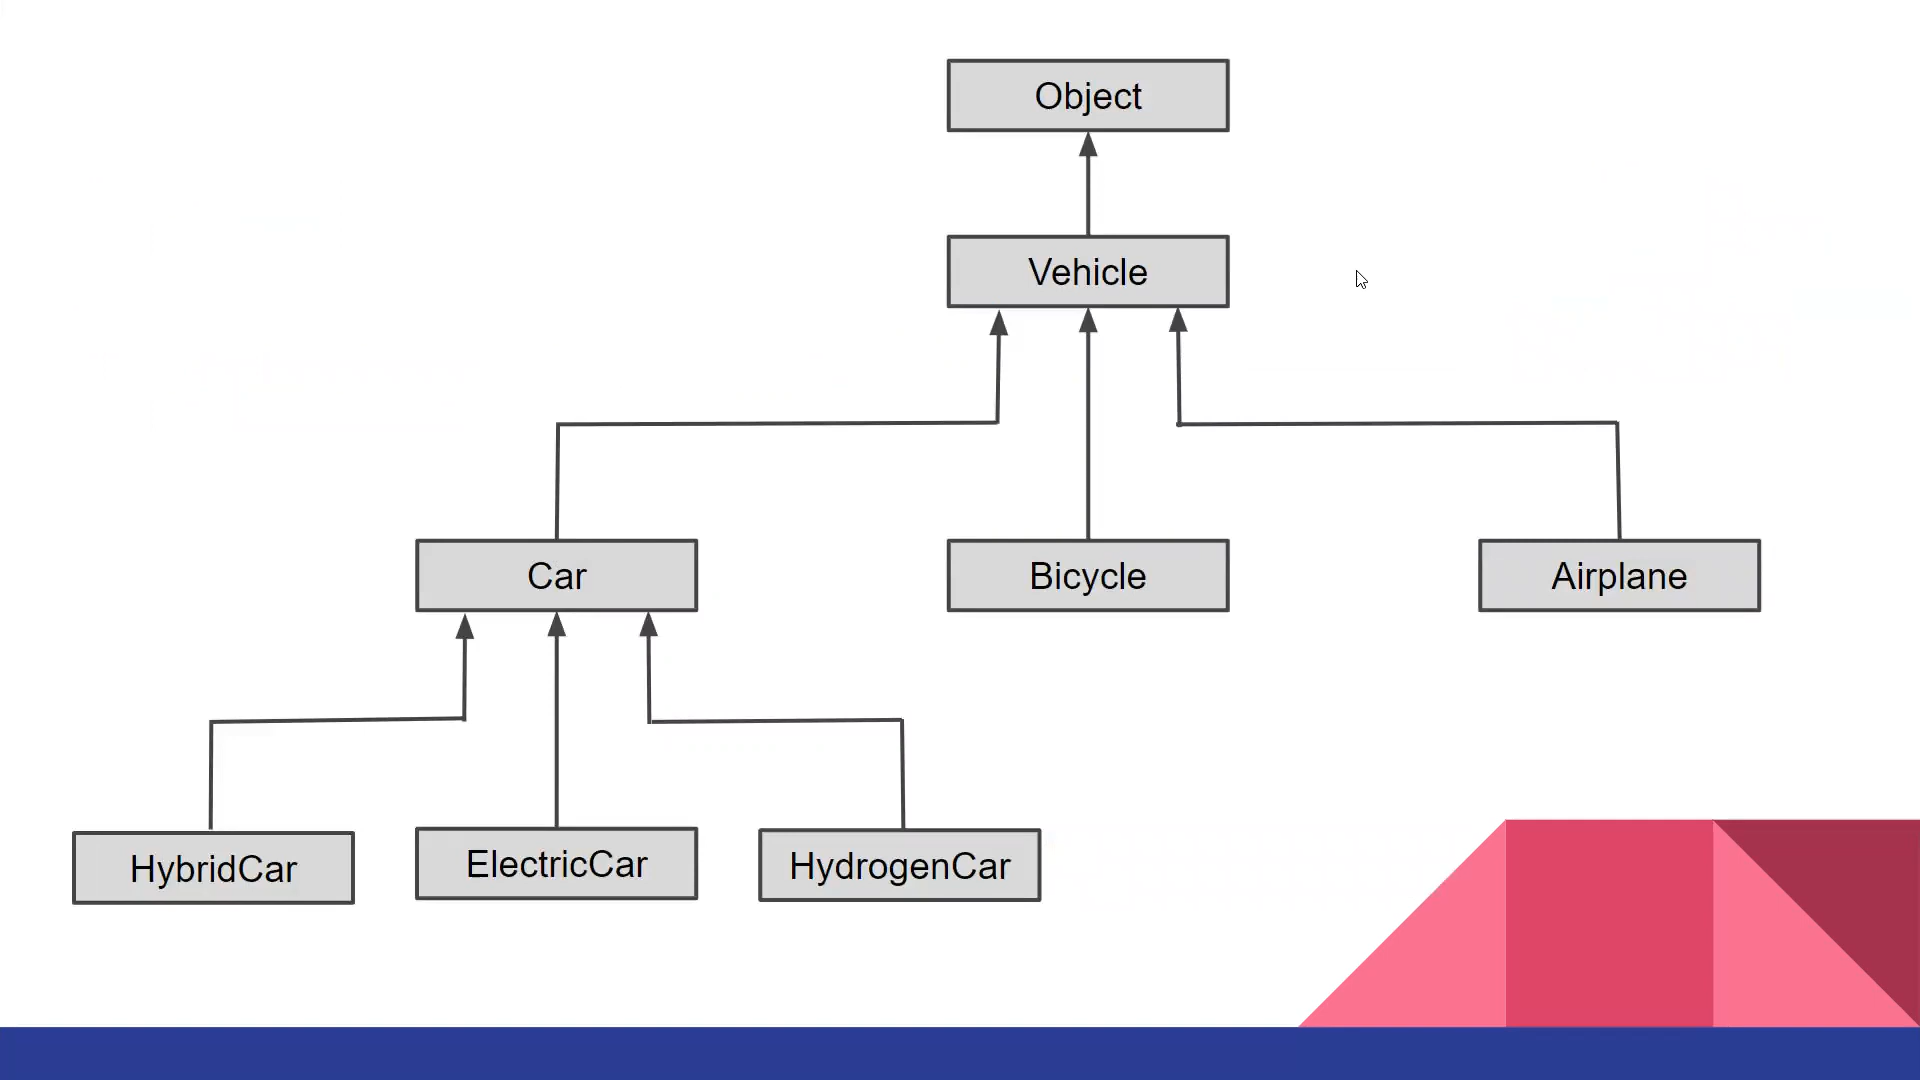 Object
Vehicle
Car
Bicycle
Airplane
HybridCar
ElectricCar
HydrogenCar